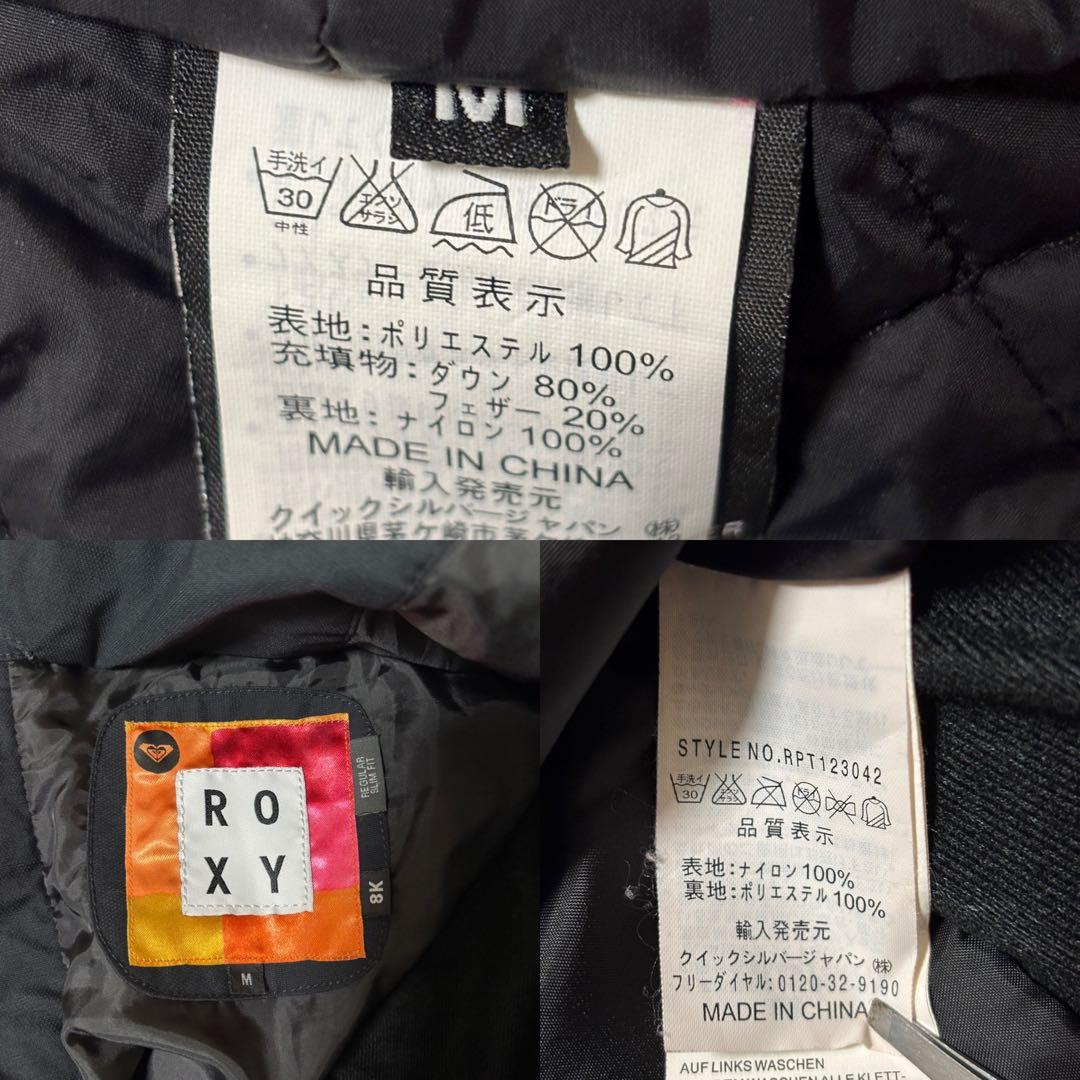 手洗イ
30
中性
エンソ
サラシ
低
ドライ
品質表示
表地:ポリエステル 100%
充填物:ダウン 80%
フェザー 20%
裏地:ナイロン 100%
MADE IN CHINA
輸入発売元
クイックシルバージャパン ㈱
REGULAR
SLIM FIT
R O
X Y
8K
M
STYLE NO.RPT123042
手洗イ
30
品質表示
表地:ナイロン100%
裏地:ポリエステル100%
輸入発売元
クイックシルバージャパン ㈱
フリーダイヤル:0120-32-9190
MADE IN CHINA
AUF LINKS WASCHEN
WASCHEN ALLE KLETT-